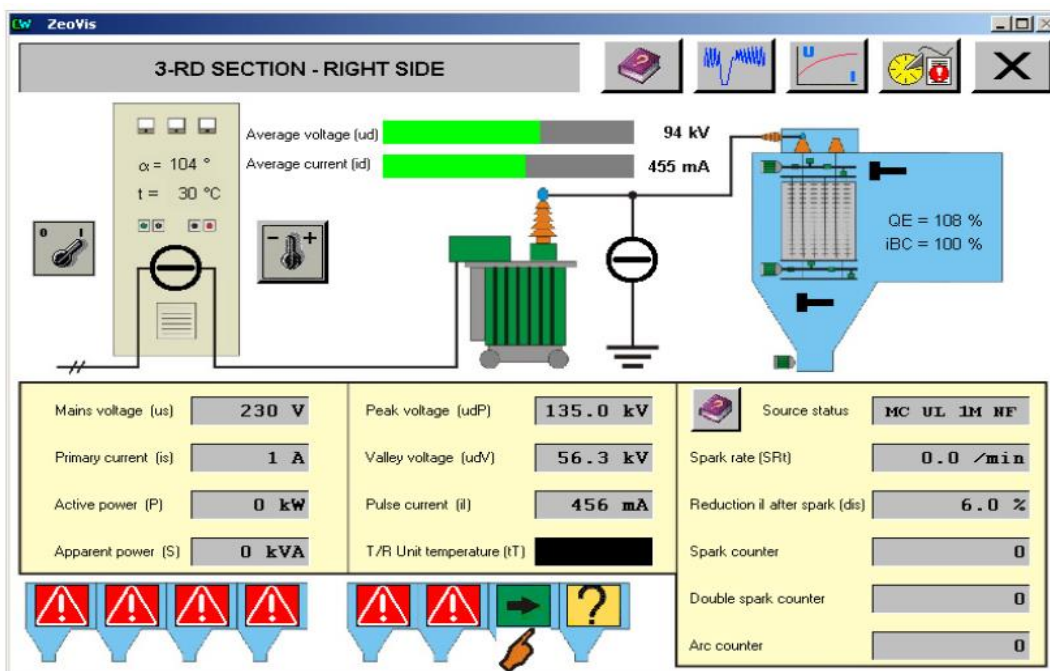 CW ZeoVis
3-RD SECTION - RIGHT SIDE
U
I
α = 104 °
t = 30 °C
Average voltage (ud) 94 kV
Average current (id) 455 mA
0 I
- +
QE = 108 %
iBC = 100 %
Mains voltage (us) 230 V
Primary current (is) 1 A
Active power (P) 0 kW
Apparent power (S) 0 kVA
Peak voltage (udP) 135.0 kV
Valley voltage (udV) 56.3 kV
Pulse current (il) 456 mA
T/R Unit temperature (tT)
Source status MC UL 1M NF
Spark rate (SRt) 0.0 /min
Reduction il after spark (dis) 6.0 %
Spark counter 0
Double spark counter 0
Arc counter 0